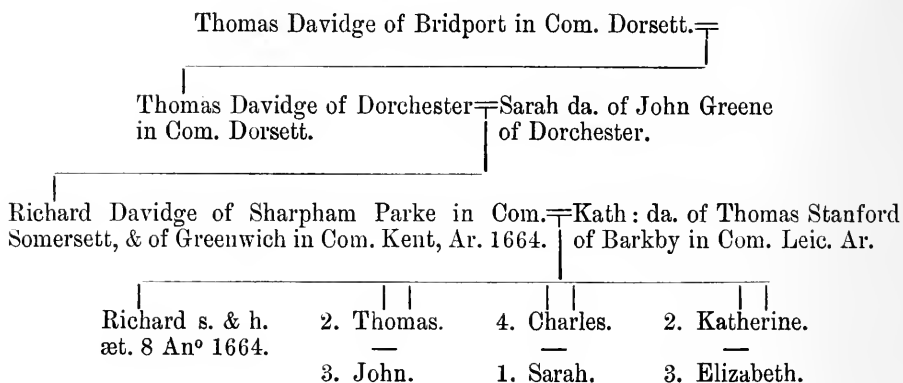 Thomas Davidge of Bridport in Com. Dorsett.
Thomas Davidge of Dorchester
in Com. Dorsett.
Sarah da. of John Greene
of Dorchester.
Richard Davidge of Sharpham Parke in Com.
Somersett, & of Greenwich in Com. Kent, Ar. 1664.
Kath: da. of Thomas Stanford
of Barkby in Com. Leic. Ar.
Richard s. & h.
æt. 8 Anº 1664.
2. Thomas.
3. John.
4. Charles.
1. Sarah.
2. Katherine.
3. Elizabeth.